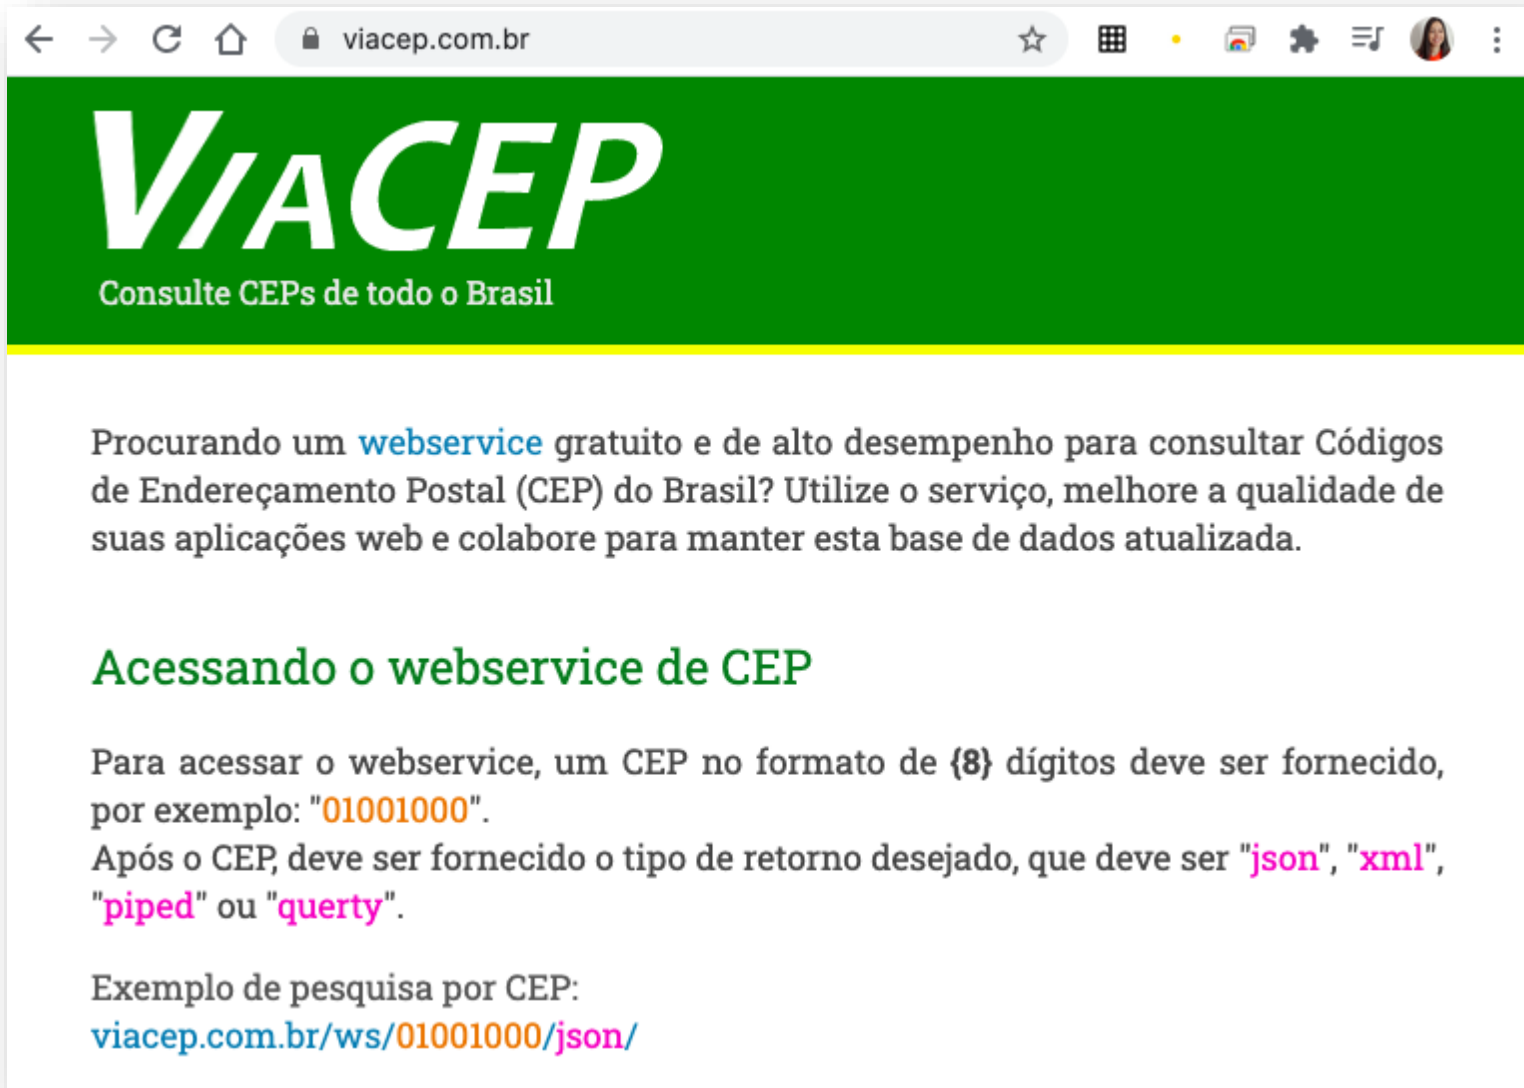 viacep.com.br
VIACEP
Consulte CEPs de todo o Brasil
Procurando um webservice gratuito e de alto desempenho para consultar Códigos
de Endereçamento Postal (CEP) do Brasil? Utilize o serviço, melhore a qualidade de
suas aplicações web e colabore para manter esta base de dados atualizada.
Acessando o webservice de CEP
Para acessar o webservice, um CEP no formato de {8} dígitos deve ser fornecido,
por exemplo: "01001000".
Após o CEP, deve ser fornecido o tipo de retorno desejado, que deve ser "json", "xml",
"piped" ou "querty".
Exemplo de pesquisa por CEP:
viacep.com.br/ws/01001000/json/